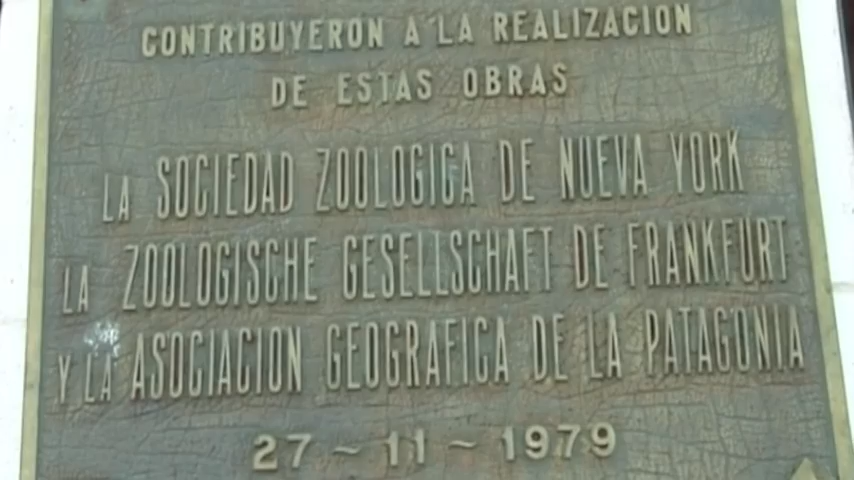 CONTRIBUYERON A LA REALIZACION
DE ESTAS OBRAS
LA SOCIEDAD ZOOLOGICA DE NUEVA YORK
LA ZOOLOGISCHE GESELLSCHAFT DE FRANKFURT
Y LA ASOCIACION GEOGRAFICA DE LA PATAGONIA
27 ~ 11 ~ 1979